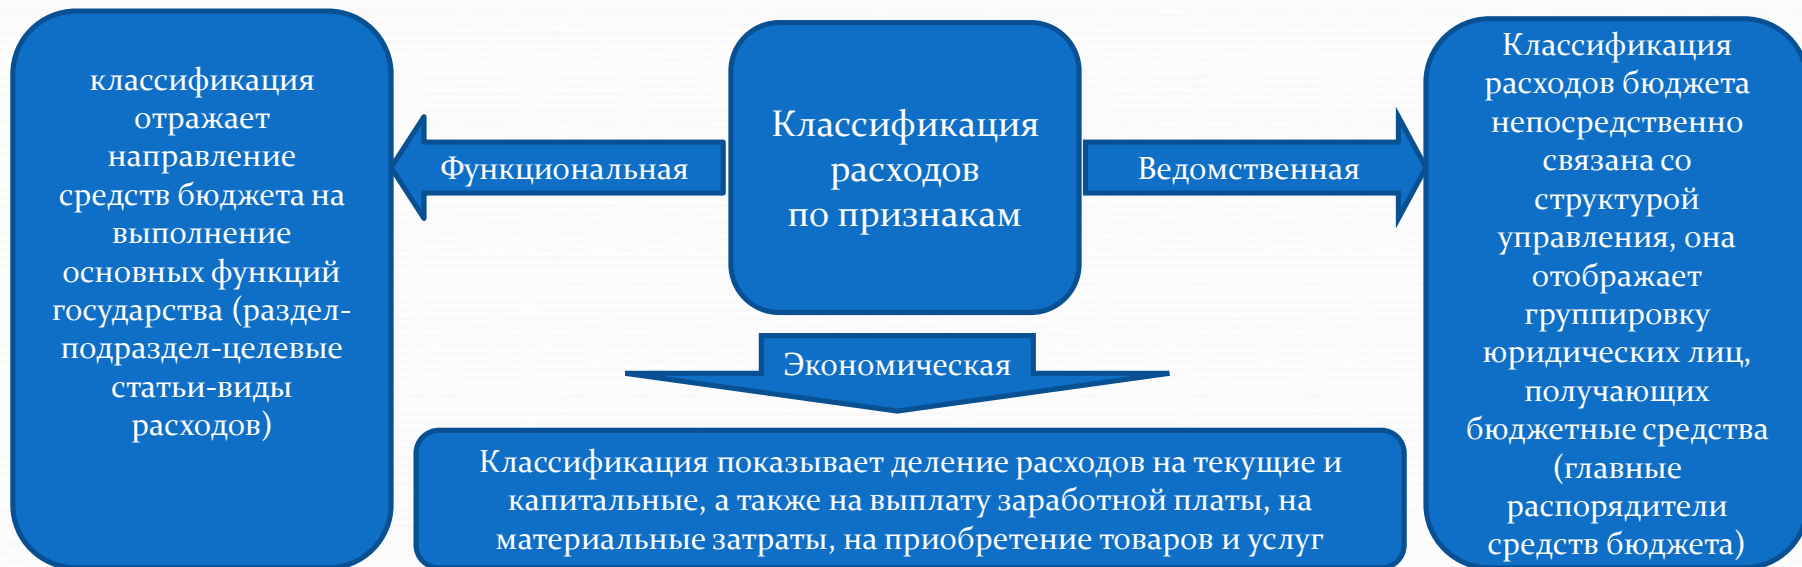 классификация
отражает
направление
средств бюджета на
выполнение
основных функций
государства (раздел-
подраздел-целевые
статьи-виды
расходов)
Функциональная
Классификация
расходов
по признакам
Ведомственная
Классификация
расходов бюджета
непосредственно
связана со
структурой
управления, она
отображает
группировку
юридических лиц,
получающих
бюджетные средства
(главные
распорядители
средств бюджета)
Экономическая
Классификация показывает деление расходов на текущие и
капитальные, а также на выплату заработной платы, на
материальные затраты, на приобретение товаров и услуг